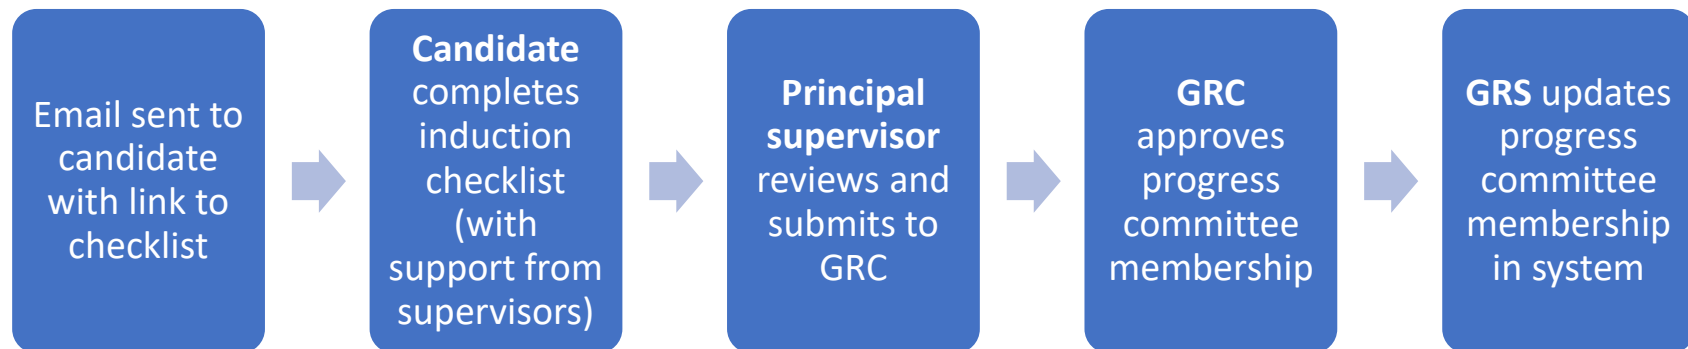 Email sent to
candidate
with link to
checklist
Candidate
completes
induction
checklist
(with
support from
supervisors)
Principal
supervisor
reviews and
submits to
GRC
GRC
approves
progress
committee
membership
GRS updates
progress
committee
membership
in system